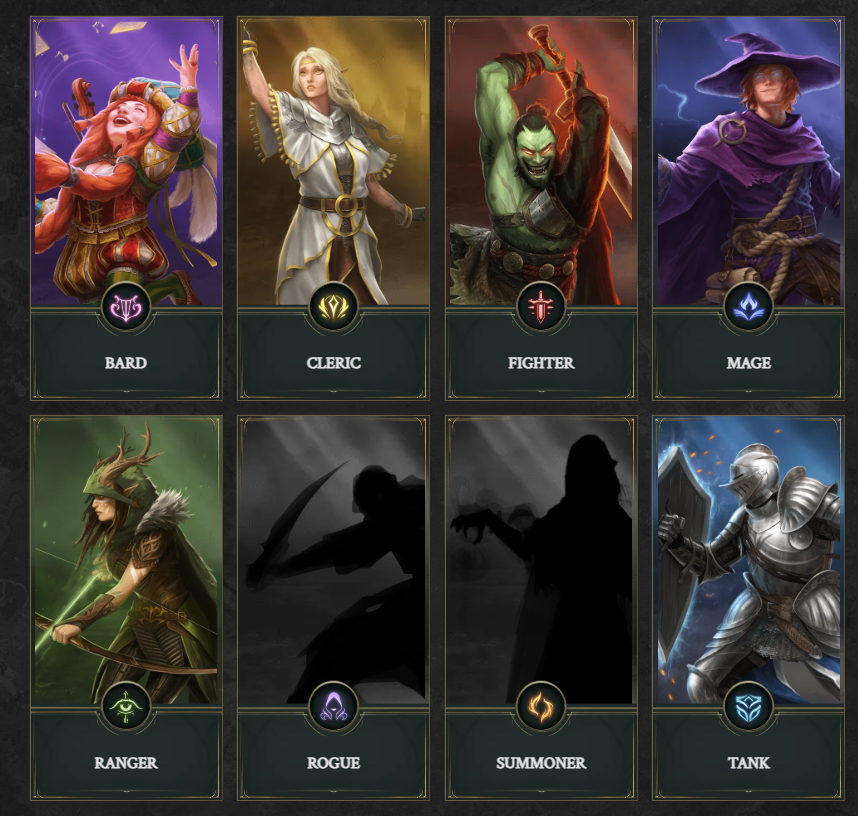 BARD
CLERIC
FIGHTER
MAGE
RANGER
ROGUE
SUMMONER
TANK